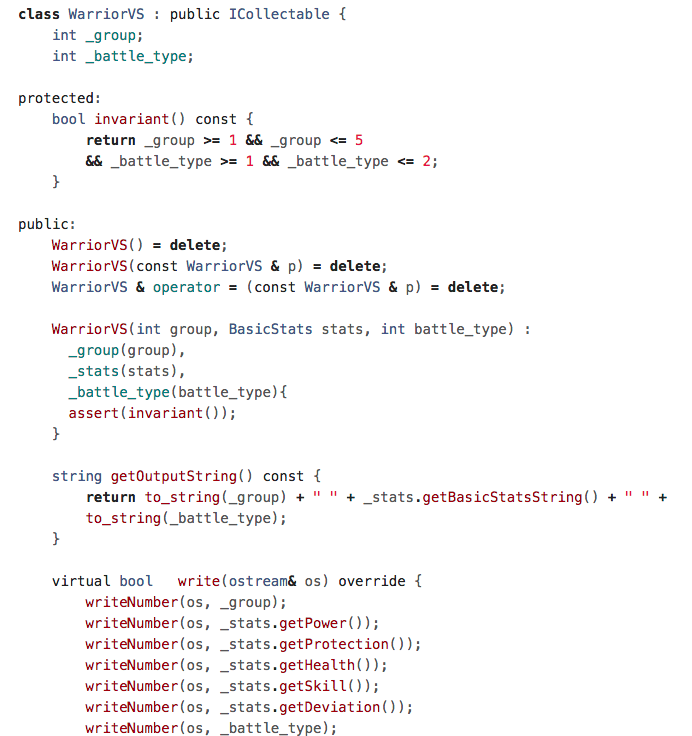 class WarriorVS : public ICollectable {
    int _group;
    int _battle_type;

protected:
    bool invariant() const {
        return _group >= 1 && _group <= 5
        && _battle_type >= 1 && _battle_type <= 2;
    }

public:
    WarriorVS() = delete;
    WarriorVS(const WarriorVS & p) = delete;
    WarriorVS & operator = (const WarriorVS & p) = delete;

    WarriorVS(int group, BasicStats stats, int battle_type) :
      _group(group),
      _stats(stats),
      _battle_type(battle_type){
      assert(invariant());
    }

    string getOutputString() const {
        return to_string(_group) + " " + _stats.getBasicStatsString() + " " +
        to_string(_battle_type);
    }

    virtual bool   write(ostream& os) override {
        writeNumber(os, _group);
        writeNumber(os, _stats.getPower());
        writeNumber(os, _stats.getProtection());
        writeNumber(os, _stats.getHealth());
        writeNumber(os, _stats.getSkill());
        writeNumber(os, _stats.getDeviation());
        writeNumber(os, _battle_type);